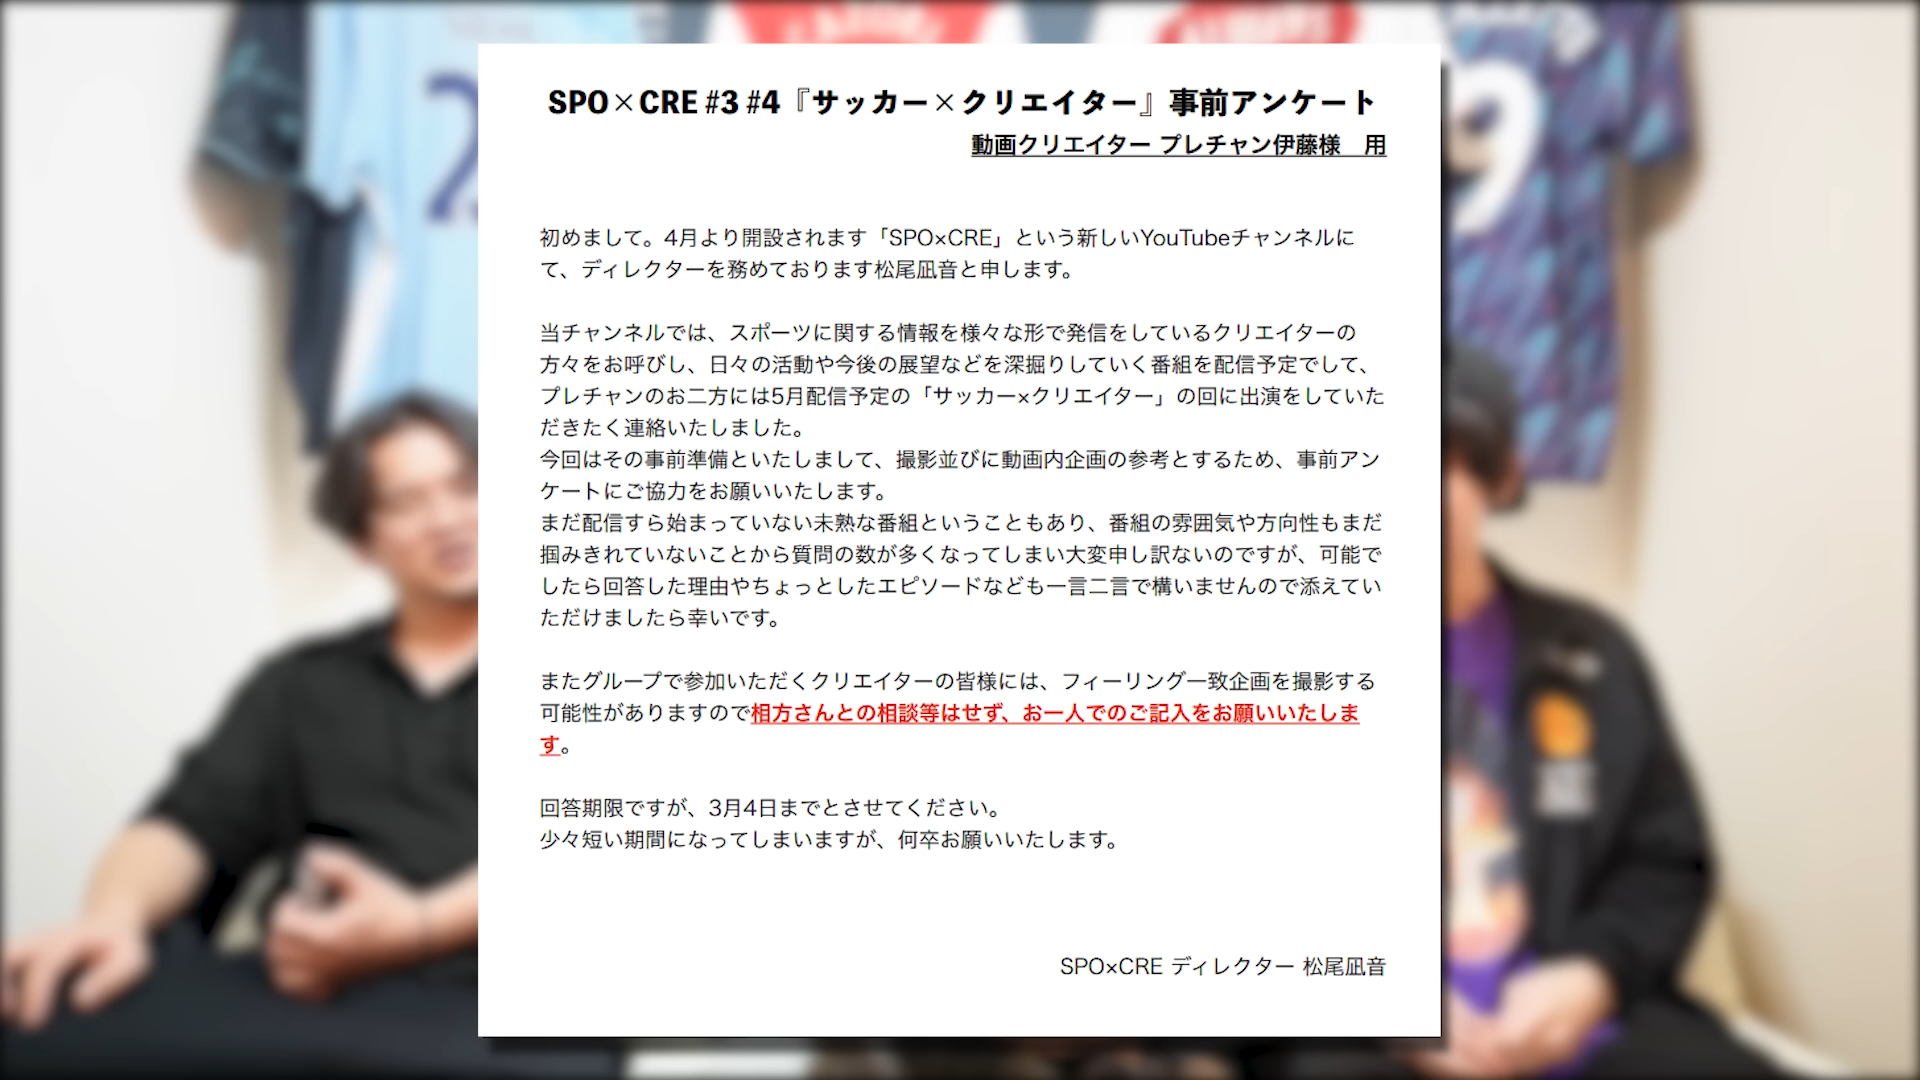 SPO×CRE #3 #4『サッカー×クリエイター』事前アンケート
動画クリエイター プレチャン伊藤様　用
初めまして。4月より開設されます「SPO×CRE」という新しいYouTubeチャンネルに
て、ディレクターを務めております松尾凪音と申します。
当チャンネルでは、スポーツに関する情報を様々な形で発信をしているクリエイターの
方々をお呼びし、日々の活動や今後の展望などを深掘りしていく番組を配信予定でして、
プレチャンのお二方には5月配信予定の「サッカー×クリエイター」の回に出演をしていた
だきたく連絡いたしました。
今回はその事前準備といたしまして、撮影並びに動画内企画の参考とするため、事前アン
ケートにご協力をお願いいたします。
まだ配信すら始まっていない未熟な番組ということもあり、番組の雰囲気や方向性もまだ
掴みきれていないことから質問の数が多くなってしまい大変申し訳ないのですが、可能で
したら回答した理由やちょっとしたエピソードなども一言二言で構いませんので添えてい
ただけましたら幸いです。
またグループで参加いただくクリエイターの皆様には、フィーリング一致企画を撮影する
可能性がありますので相方さんとの相談等はせず、お一人でのご記入をお願いいたしま
す。
回答期限ですが、3月4日までとさせてください。
少々短い期間になってしまいますが、何卒お願いいたします。
SPO×CRE ディレクター 松尾凪音